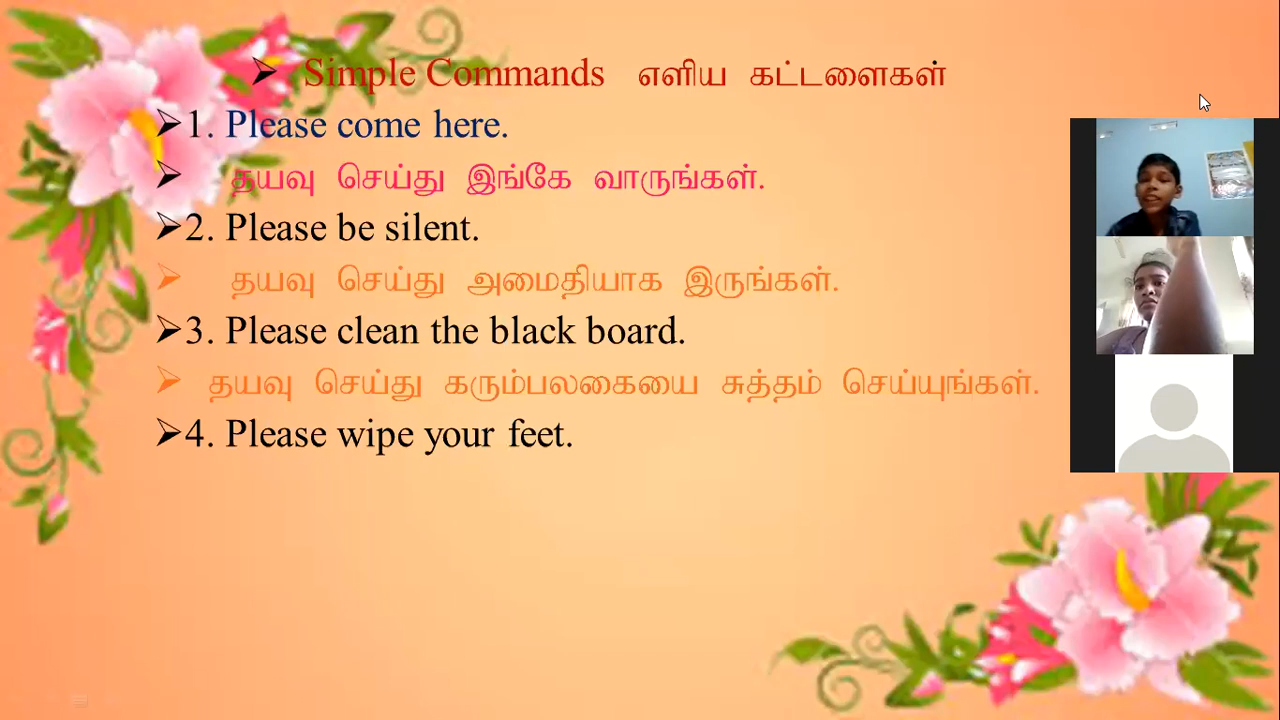 ➢ Simple Commands எளிய கட்டளைகள்
➢1. Please come here.
➢ தயவு செய்து இங்கே வாருங்கள்.
➢2. Please be silent.
➢ தயவு செய்து அமைதியாக இருங்கள்.
➢3. Please clean the black board.
➢ தயவு செய்து கரும்பலகையை சுத்தம் செய்யுங்கள்.
➢4. Please wipe your feet.